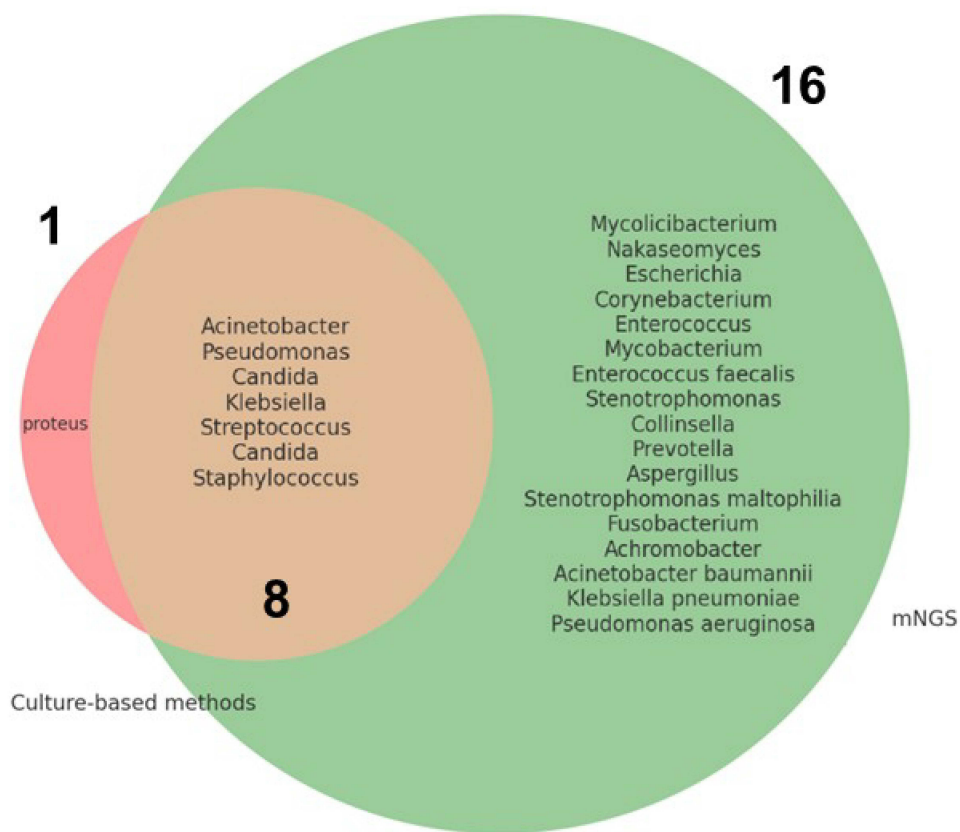 16
1
proteus
Acinetobacter
Pseudomonas
Candida
Klebsiella
Streptococcus
Candida
Staphylococcus
8
Mycolicibacterium
Nakaseomyces
Escherichia
Corynebacterium
Enterococcus
Mycobacterium
Enterococcus faecalis
Stenotrophomonas
Collinsella
Prevotella
Aspergillus
Stenotrophomonas maltophilia
Fusobacterium
Achromobacter
Acinetobacter baumannii
Klebsiella pneumoniae
Pseudomonas aeruginosa
mNGS
Culture-based methods